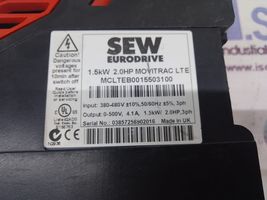 Caution!
Dangerous
voltages
present for
10min after
switch off
SEW
EURODRIVE
1.5kW 2.0HP MOVITRAC LTE
MCLTEB0015503100
Input: 380-480V ±10%,50/60Hz ±5%, 3ph
Output: 0-500V, 4.1A, 1.5kW 2.0HP,3ph
Serial No: 03857256902016 Made in UK